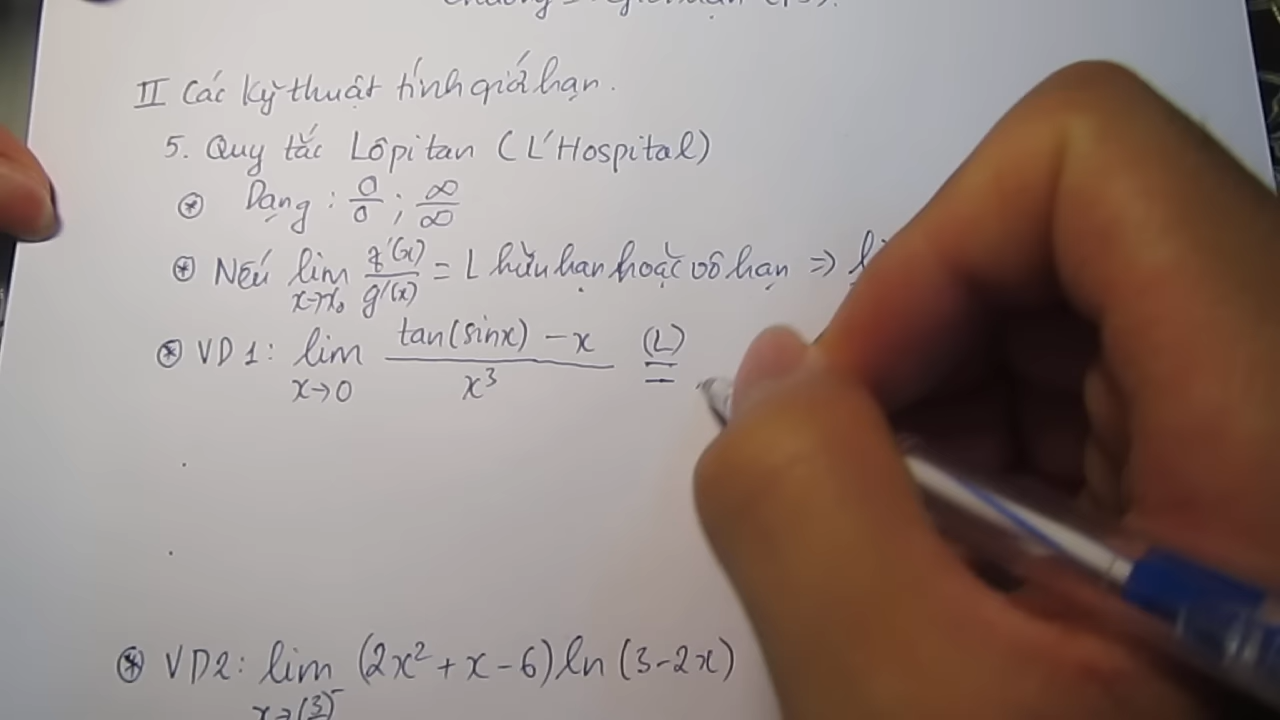 II Các kỹ thuật tính giới hạn.
5. Quy tắc Lôpitan (L'Hospital)
⊛ Dạng : 0/0 ; ∞/∞
⊛ Nếu lim x→x₀ f'(x)/g'(x) = L hữu hạn hoặc vô hạn ⇒
⊛ VD1: lim x→0 (tan(sinx) - x)/x³ (L) =
⊛ VD2: lim (2x² + x - 6) ln (3-2x)